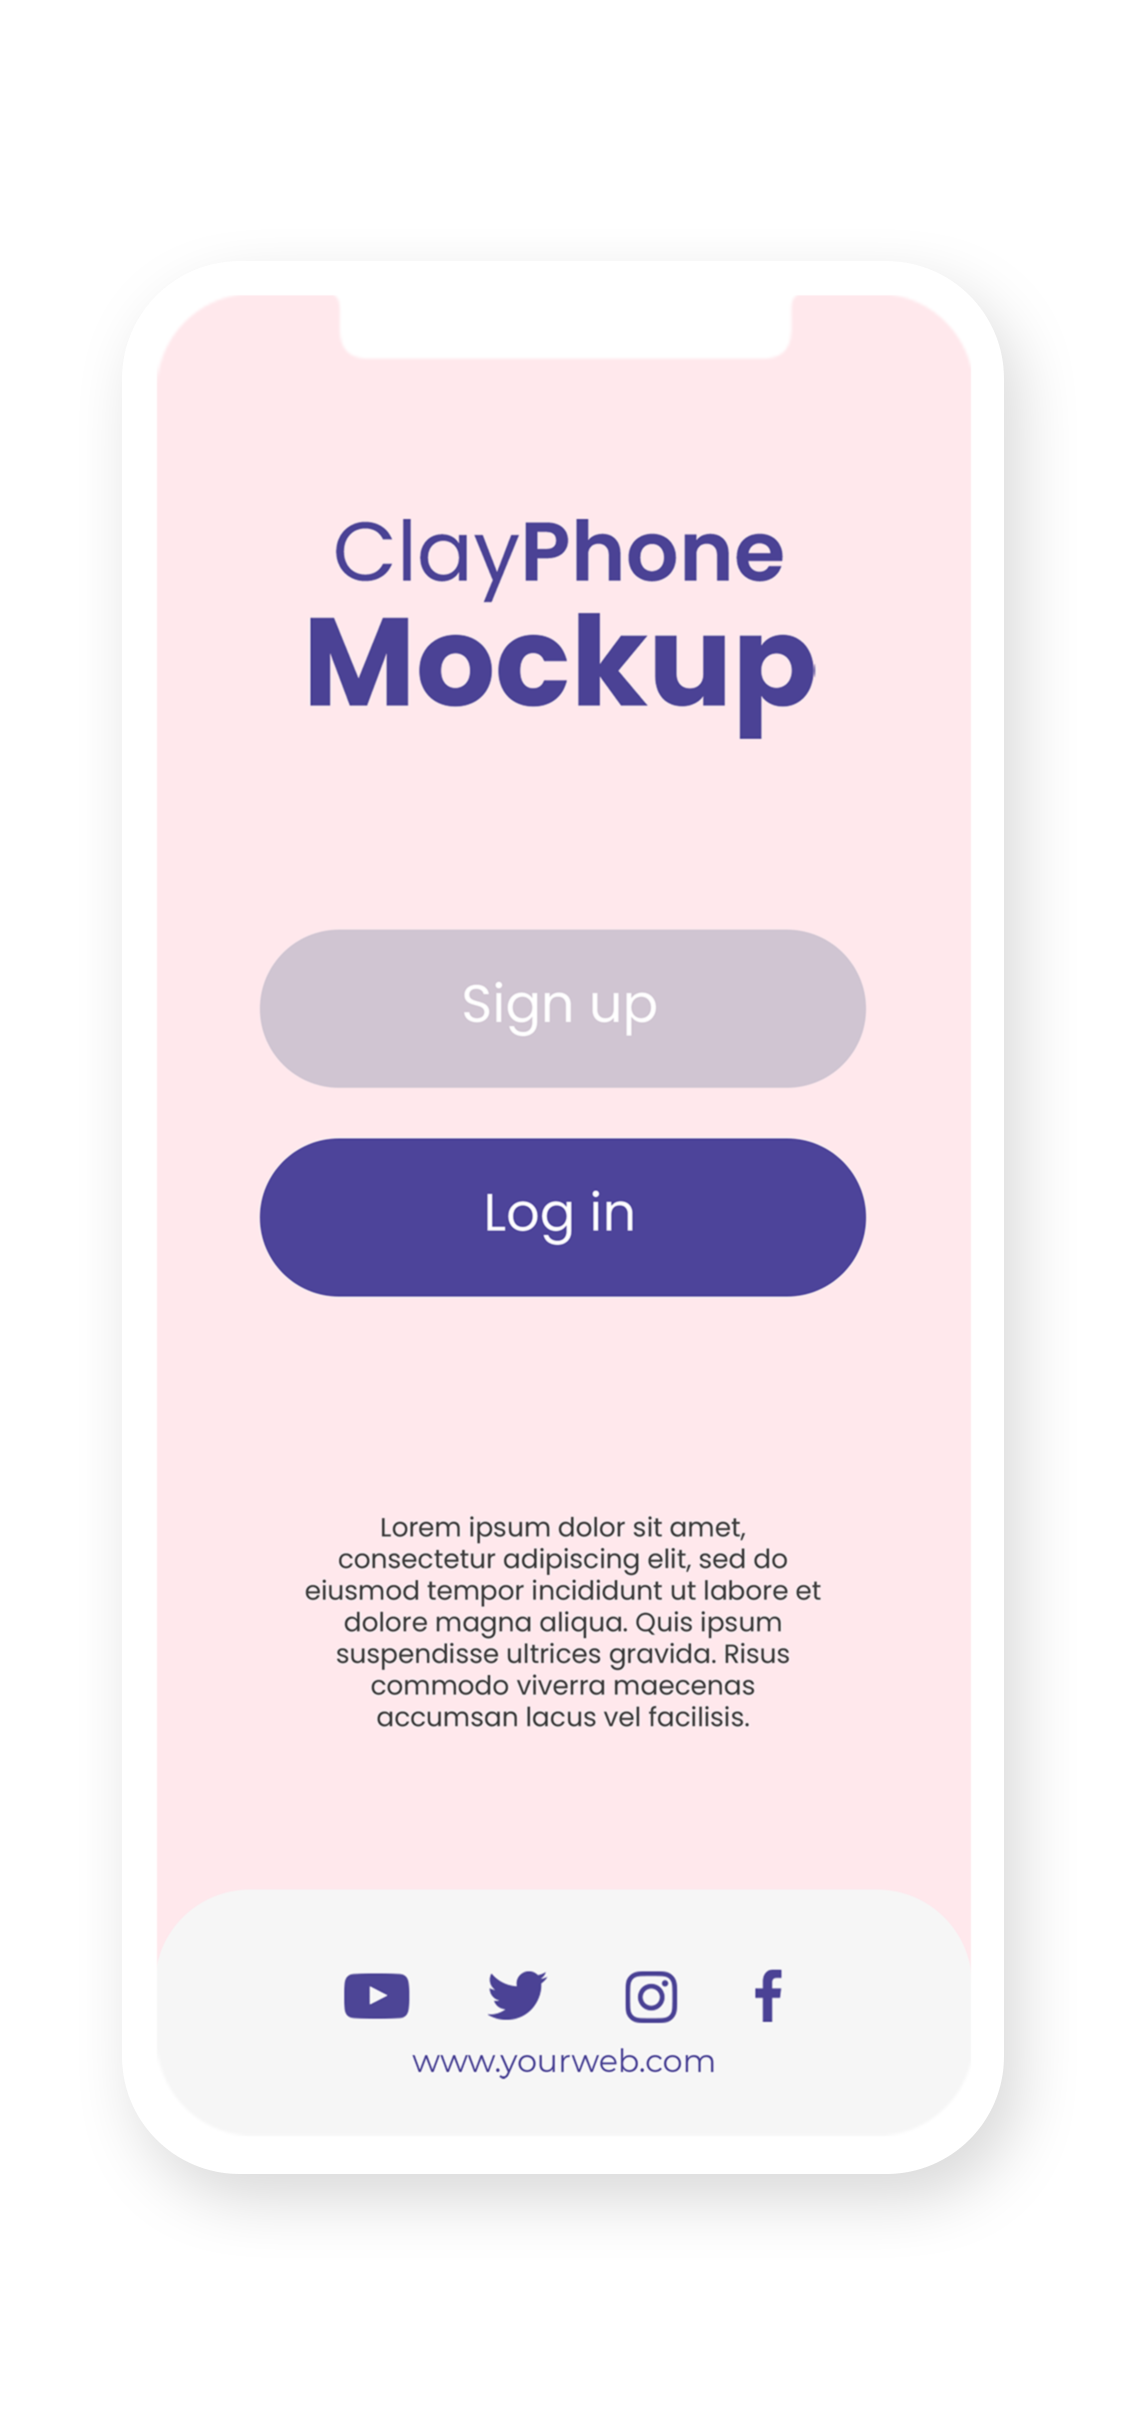 ClayPhone
Mockup
Sign up
Log in
Lorem ipsum dolor sit amet,
consectetur adipiscing elit, sed do
eiusmod tempor incididunt ut labore et
dolore magna aliqua. Quis ipsum
suspendisse ultrices gravida. Risus
commodo viverra maecenas
accumsan lacus vel facilisis.
www.yourweb.com